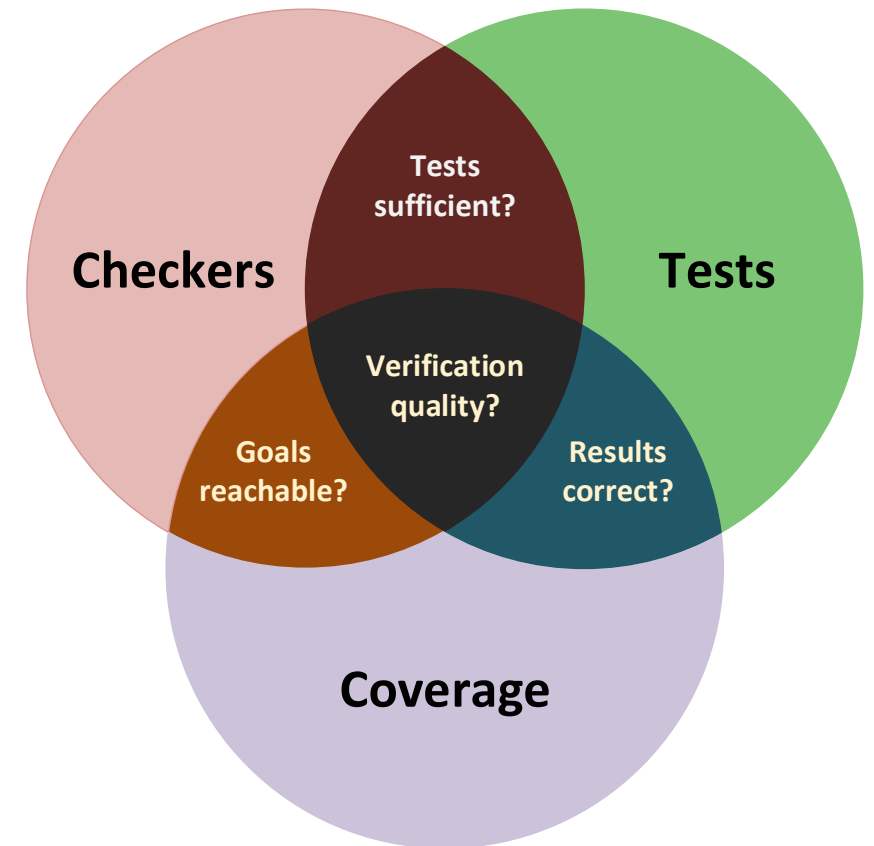 Tests
sufficient?
Checkers
Tests
Verification
quality?
Goals
reachable?
Results
correct?
Coverage